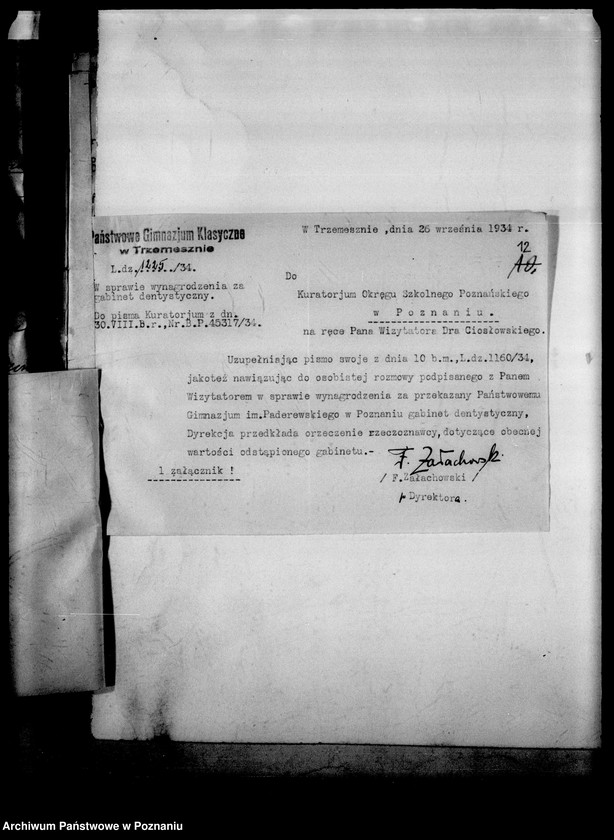 Państwowe Gimnazjum Klasyczne
w Trzemesznie
W Trzemesznie ,dnia 26 września 1934 r.
12
10.
L.dz. 1225../34.
Do
W sprawie wynagrodzenia za
gabinet dentystyczny.
Kuratorjum Okręgu Szkolnego Poznańskiego
w Poznaniu.
Do pisma Kuratorjum z dn.
30.VIII.B.r.,Nr.B.P.45317/34.
na ręce Pana Wizytatora Dra Ciosłowskiego.
Uzupełniając pismo swoje z dnia 10 b.m.,L.dz.1160/34,
jakoteż nawiązując do osobistej rozmowy podpisanego z Panem
Wizytatorem w sprawie wynagrodzenia za przekazany Państwowemu
Gimnazjum im.Paderewskiego w Poznaniu gabinet dentystyczny,
Dyrekcja przedkłada orzeczenie rzeczoznawcy,dotyczące obecnej
wartości odstąpionego gabinetu.-
F. Załachowski
1 załącznik !
/ F.Załachowski /
Dyrektora.
Archiwum Państwowe w Poznaniu